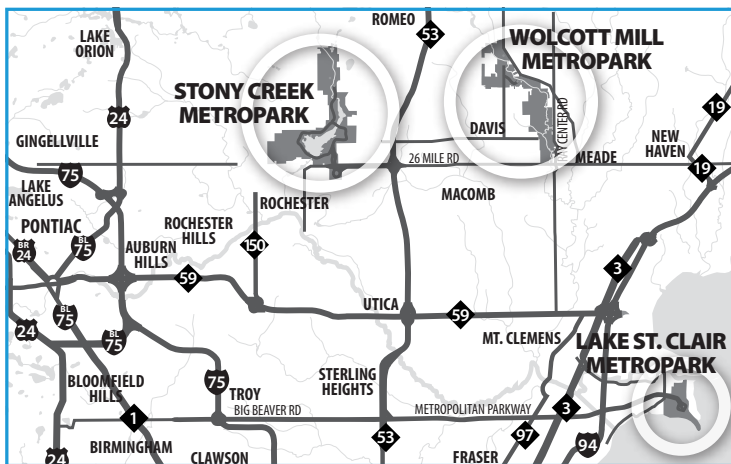 ROMEO
53
LAKE
ORION
WOLCOTT MILL
METROPARK
STONY CREEK
METROPARK
24
19
DAVIS
RAY CENTER RD
GINGELLVILLE
NEW
HAVEN
75
26 MILE RD
MEADE
19
LAKE
ANGELUS
ROCHESTER
MACOMB
PONTIAC
BR
24
BL
75
ROCHESTER
HILLS
150
AUBURN
HILLS
59
3
UTICA
59
BL
75
24
BL
75
MT. CLEMENS
LAKE ST. CLAIR
METROPARK
BLOOMFIELD
HILLS
75
TROY
STERLING
HEIGHTS
BIG BEAVER RD
METROPOLITAN PARKWAY
1
3
BIRMINGHAM
53
97
94
24
CLAWSON
FRASER